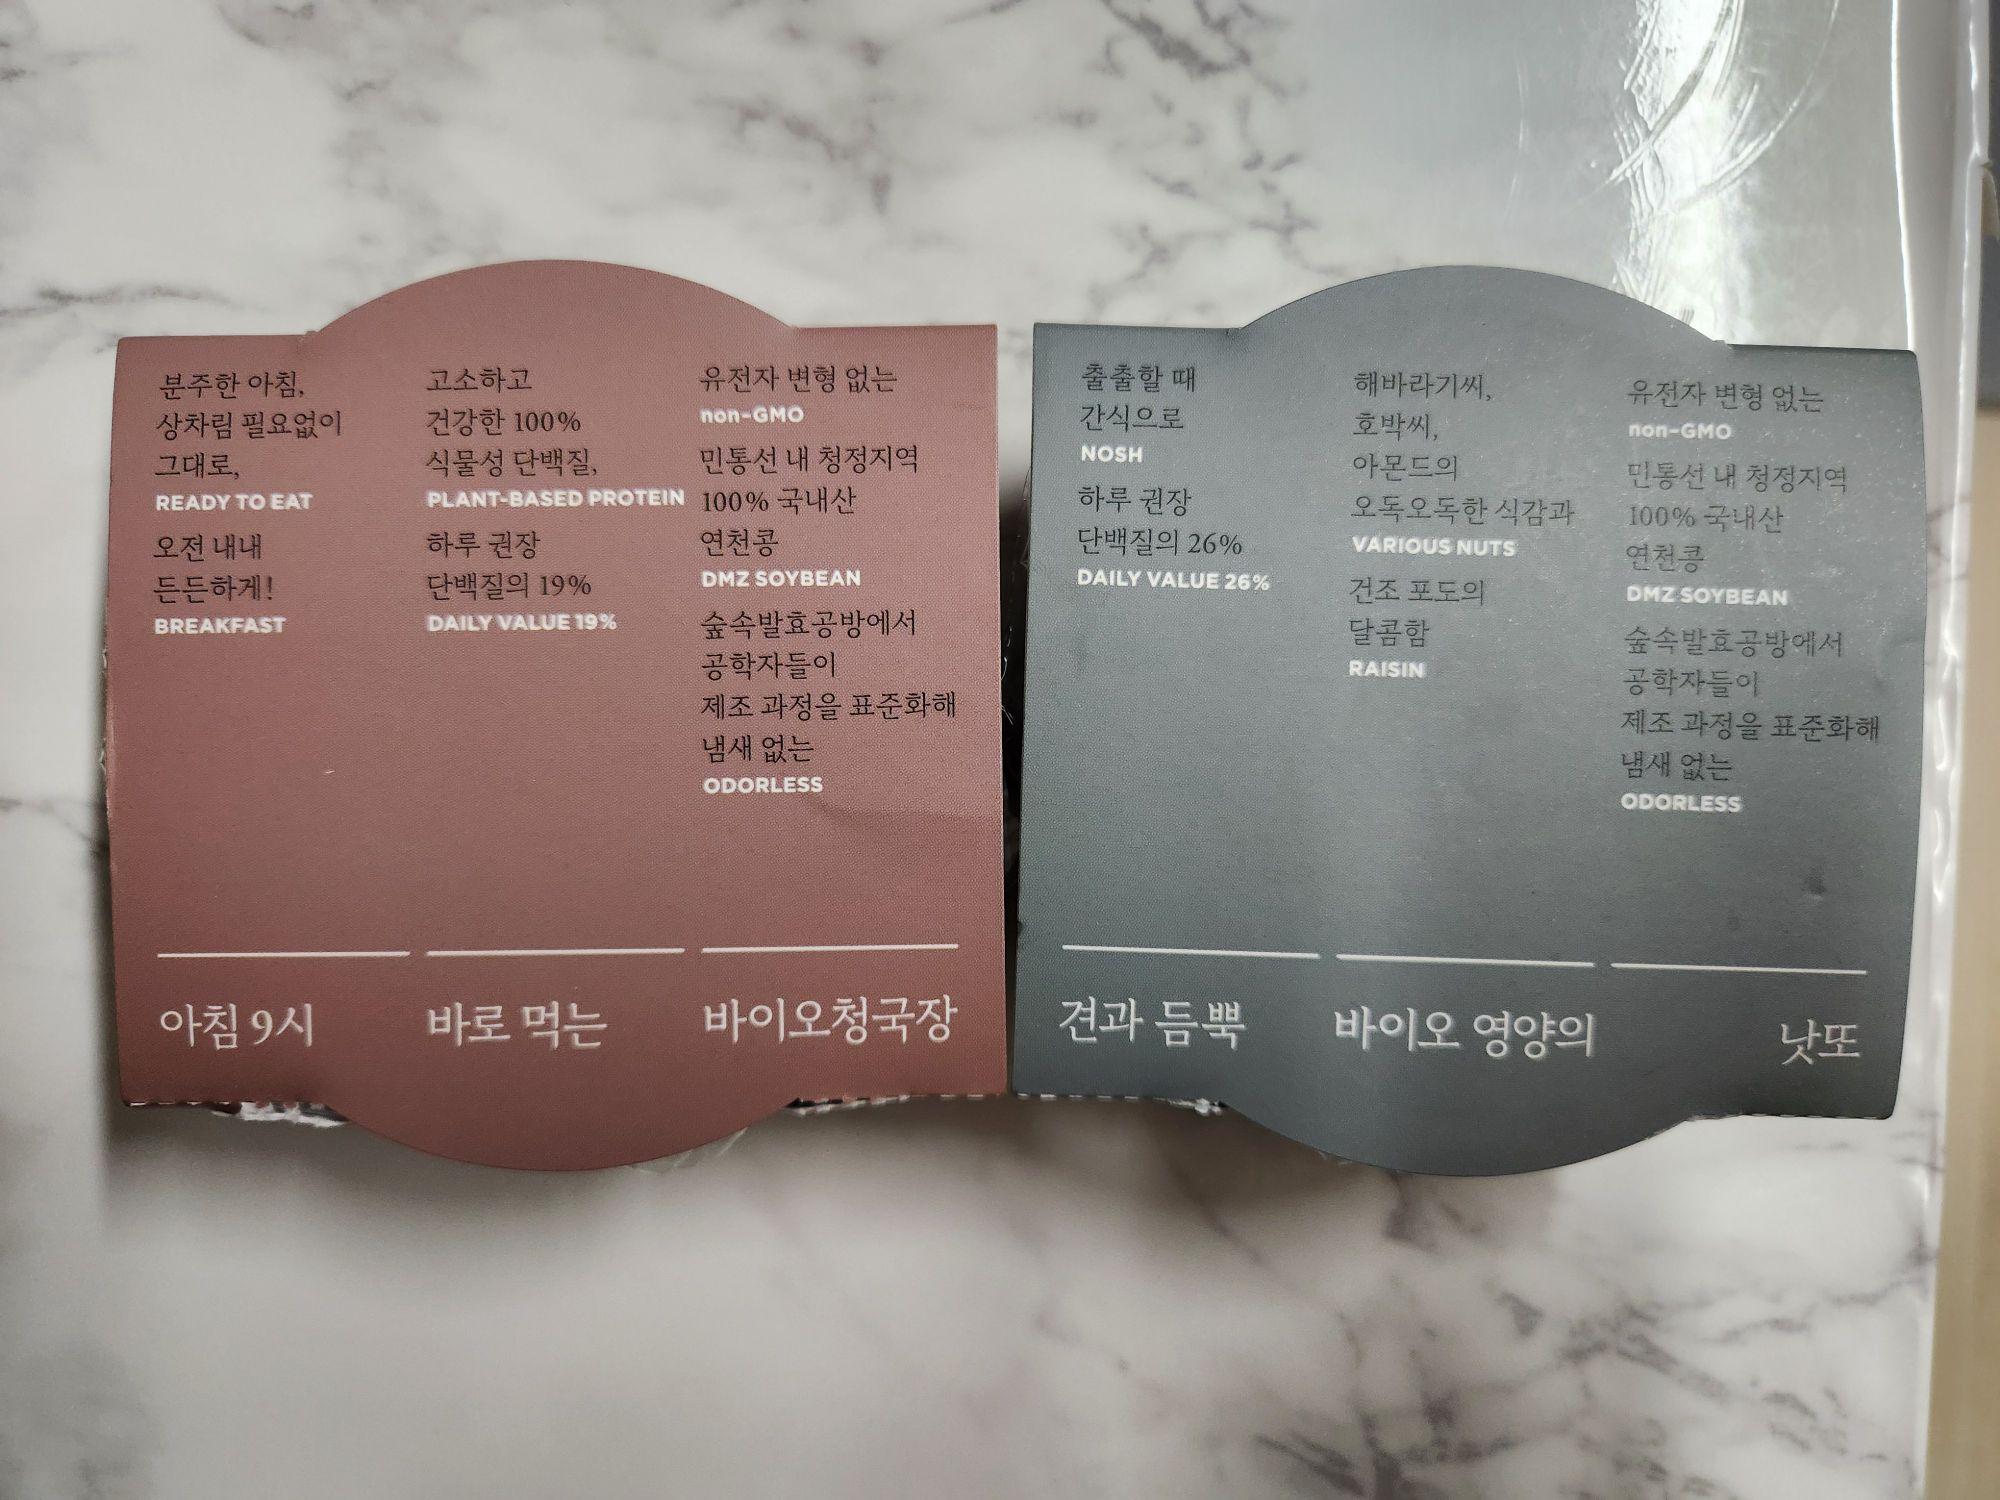 분주한 아침,
상차림 필요없이
그대로,
READY TO EAT
오전 내내
든든하게!
BREAKFAST
고소하고
건강한 100%
식물성 단백질,
PLANT-BASED PROTEIN
하루 권장
단백질의 19%
DAILY VALUE 19%
유전자 변형 없는
non-GMO
민통선 내 청정지역
100% 국내산
연천콩
DMZ SOYBEAN
숲속발효공방에서
공학자들이
제조 과정을 표준화해
냄새 없는
ODORLESS
아침 9시
바로 먹는
바이오청국장
출출할 때
간식으로
NOSH
하루 권장
단백질의 26%
DAILY VALUE 26%
해바라기씨,
호박씨,
아몬드의
오독오독한 식감과
VARIOUS NUTS
건조 포도의
달콤함
RAISIN
유전자 변형 없는
non-GMO
민통선 내 청정지역
100% 국내산
연천콩
DMZ SOYBEAN
숲속발효공방에서
공학자들이
제조 과정을 표준화해
냄새 없는
ODORLESS
견과 듬뿍
바이오 영양의
낫또